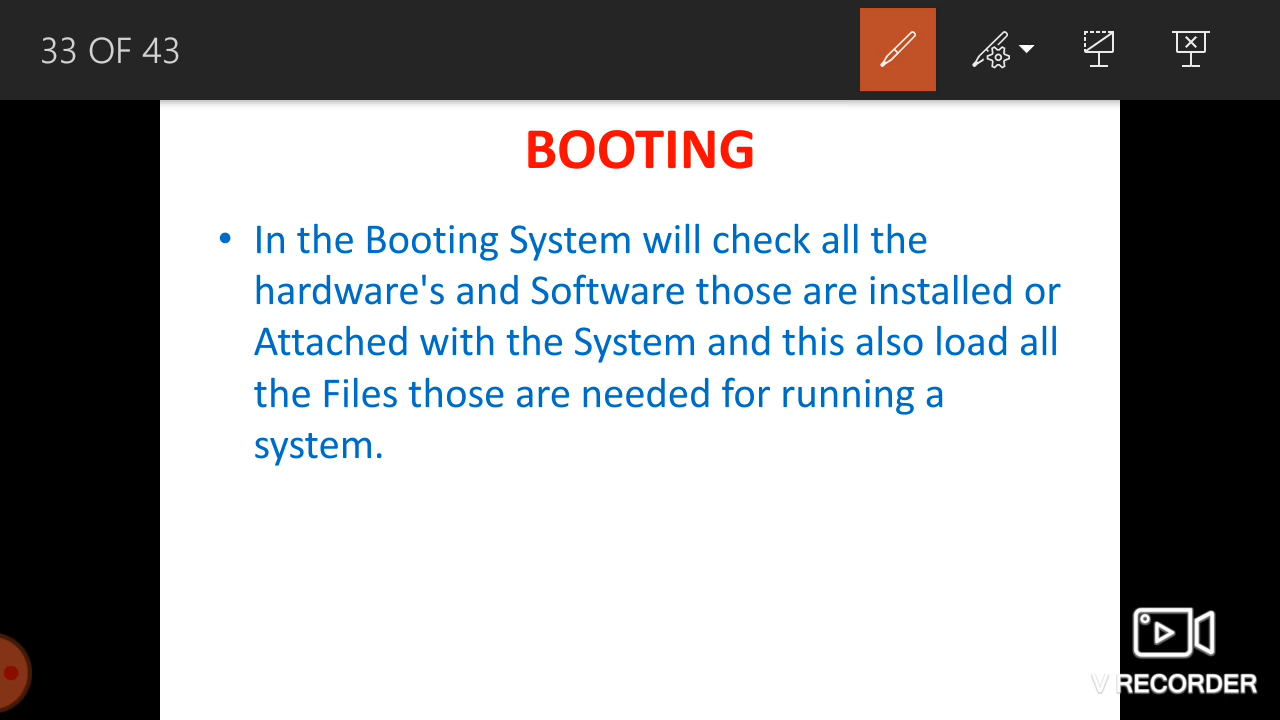 33 OF 43
BOOTING
• In the Booting System will check all the
hardware's and Software those are installed or
Attached with the System and this also load all
the Files those are needed for running a
system.
V RECORDER